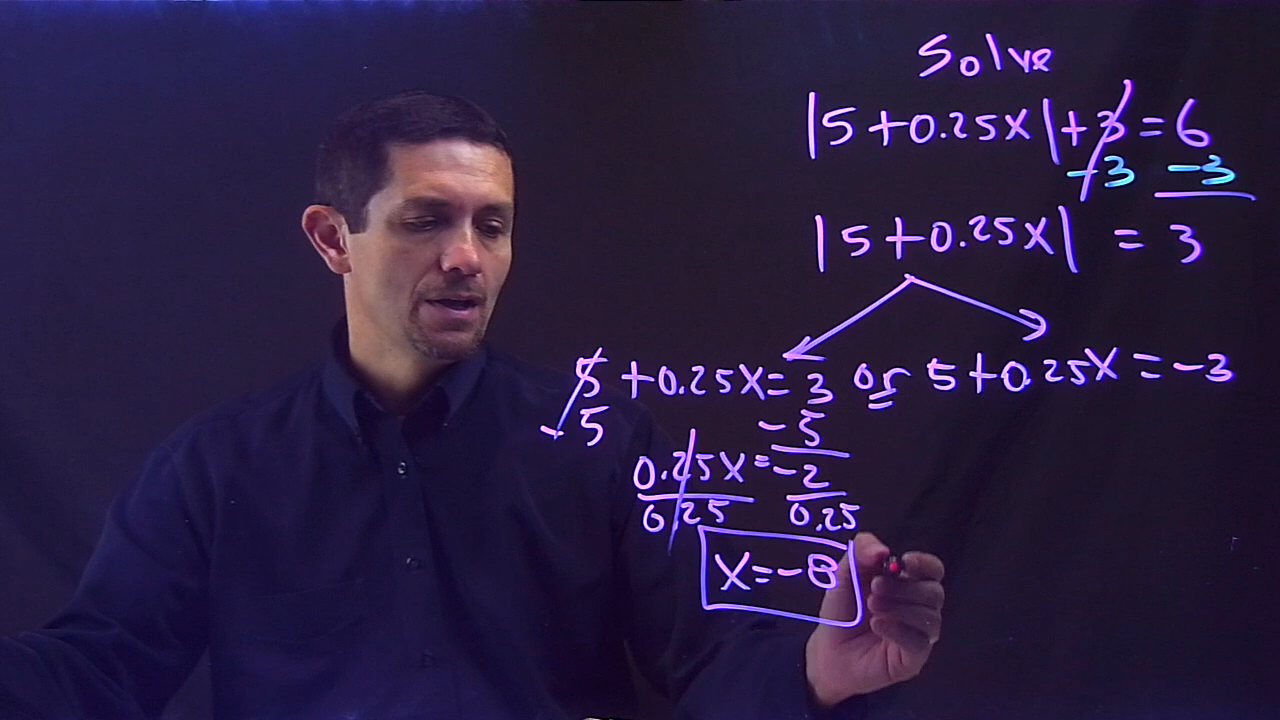 Solve
|5+0.25x|+3=6
-3 -3
|5+0.25x| = 3
5+0.25x=3 or 5+0.25x=-3
-5 -5
0.25x=-2
0.25 0.25
x=-8